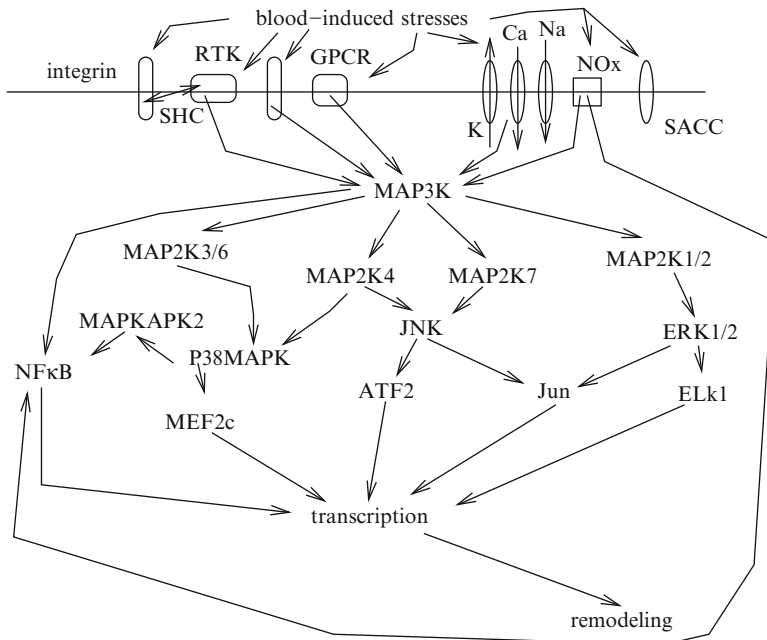 blood−induced stresses
RTK
GPCR
Ca
Na
NOx
integrin
SHC
K
SACC
MAP3K
MAP2K3/6
MAP2K4
MAP2K7
MAP2K1/2
MAPKAPK2
JNK
ERK1/2
NFκB
P38MAPK
ATF2
Jun
ELk1
MEF2c
transcription
remodeling